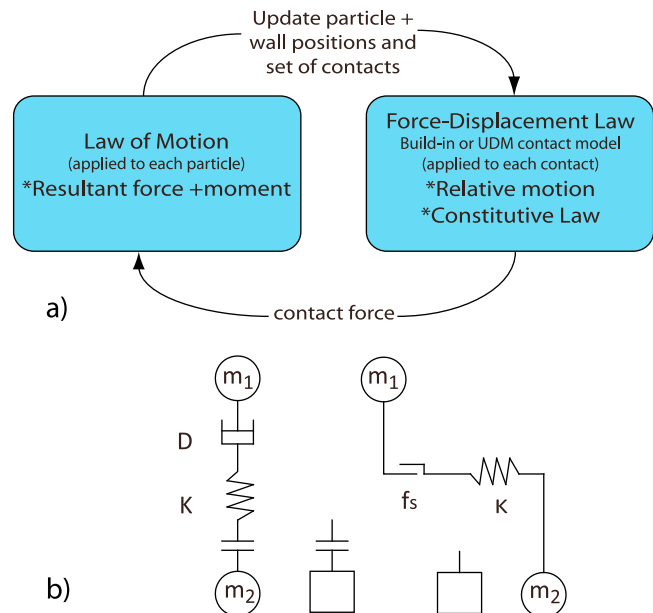 Update particle +
wall positions and
set of contacts
Law of Motion
(applied to each particle)
*Resultant force +moment
Force-Displacement Law
Build-in or UDM contact model
(applied to each contact)
*Relative motion
*Constitutive Law
contact force
a)
m1
m1
D
K
fs
K
m2
m2
b)